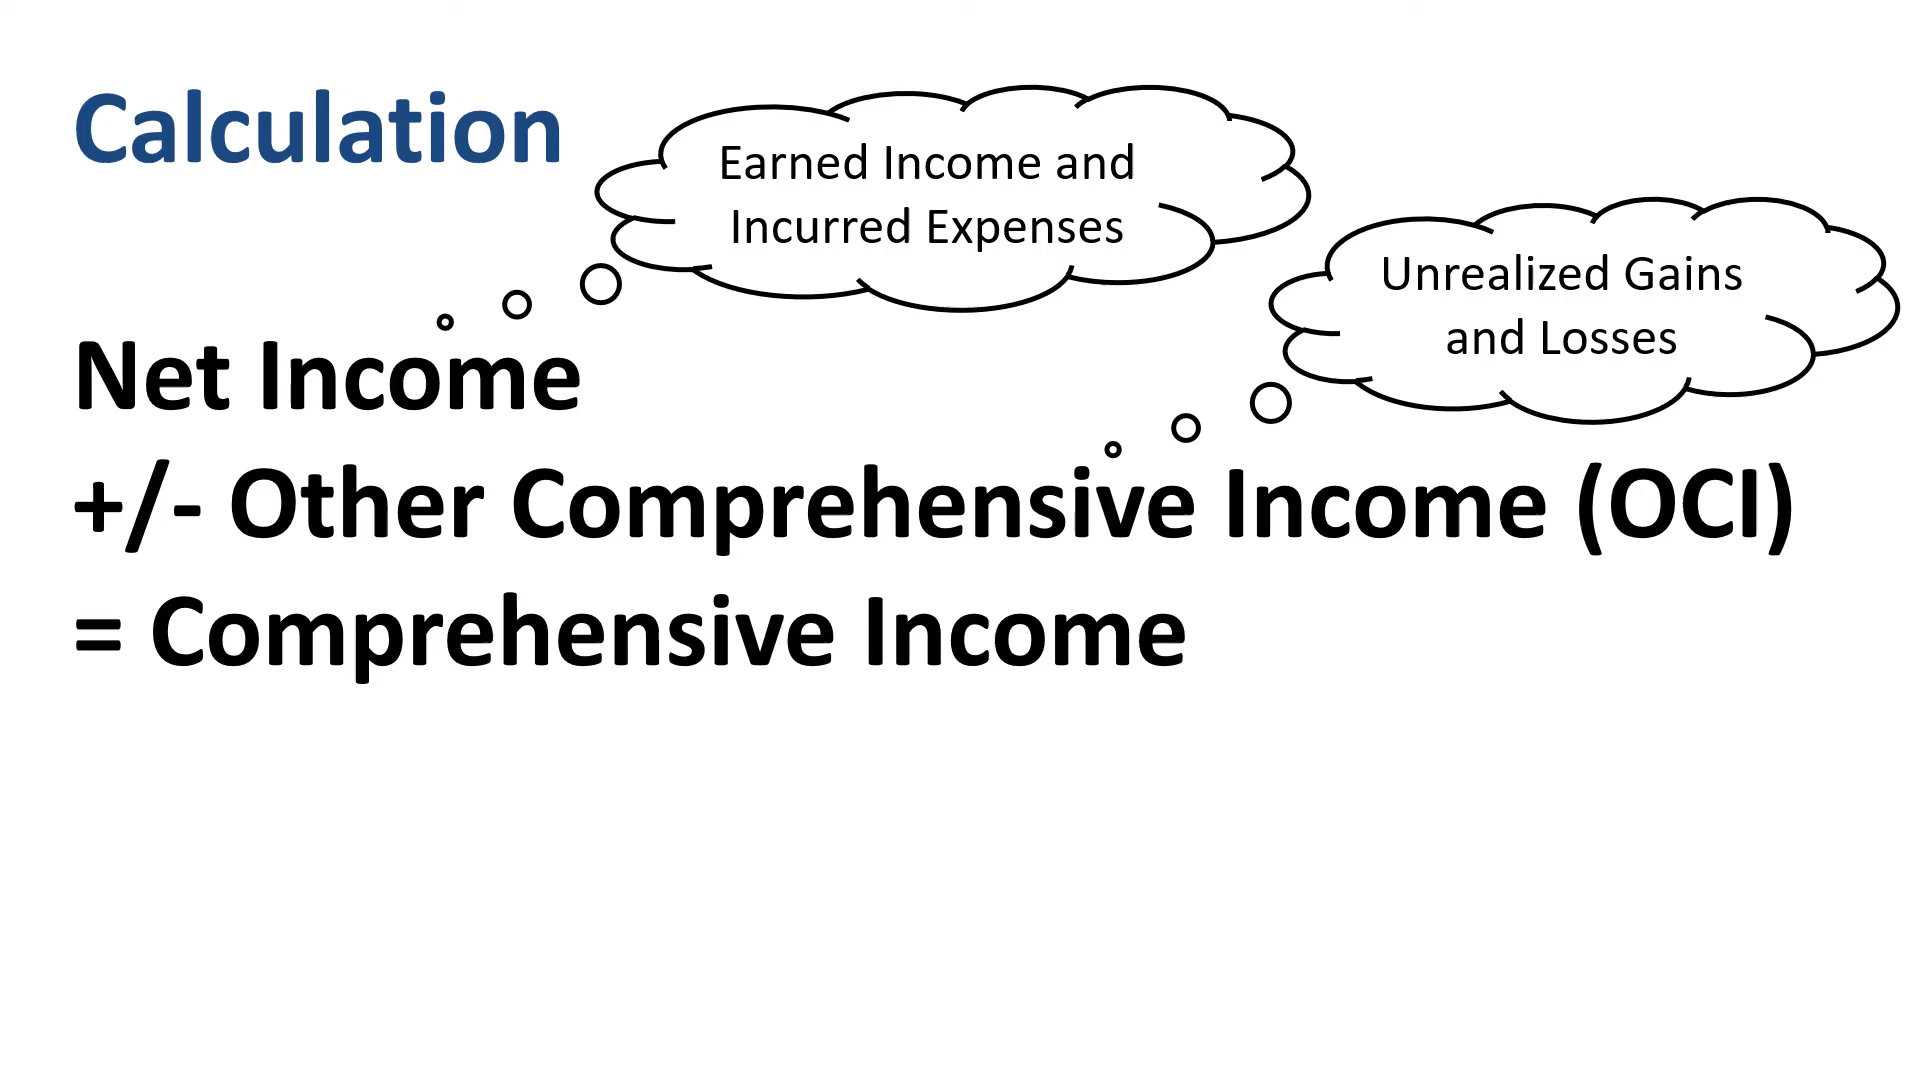 Calculation
Earned Income and
Incurred Expenses
Unrealized Gains
and Losses
Net Income
+/- Other Comprehensive Income (OCI)
= Comprehensive Income